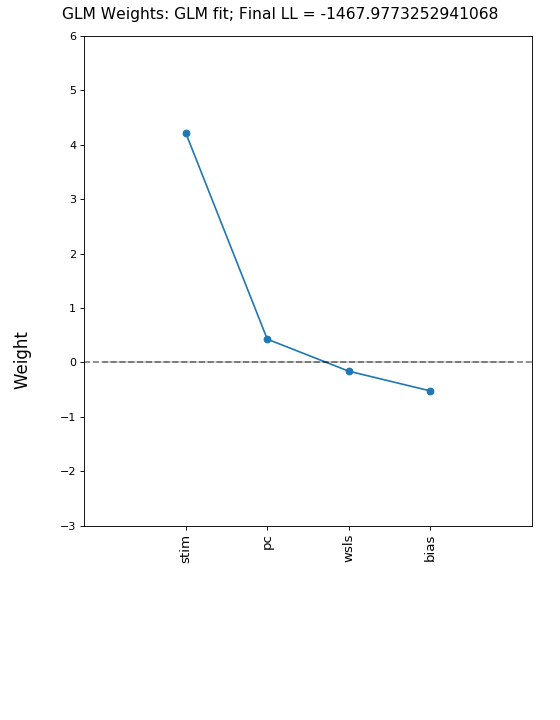 GLM Weights: GLM fit; Final LL = -1467.9773252941068
6
5
4
3
2
1
0
−1
−2
−3
Weight
stim
pc
wsls
bias